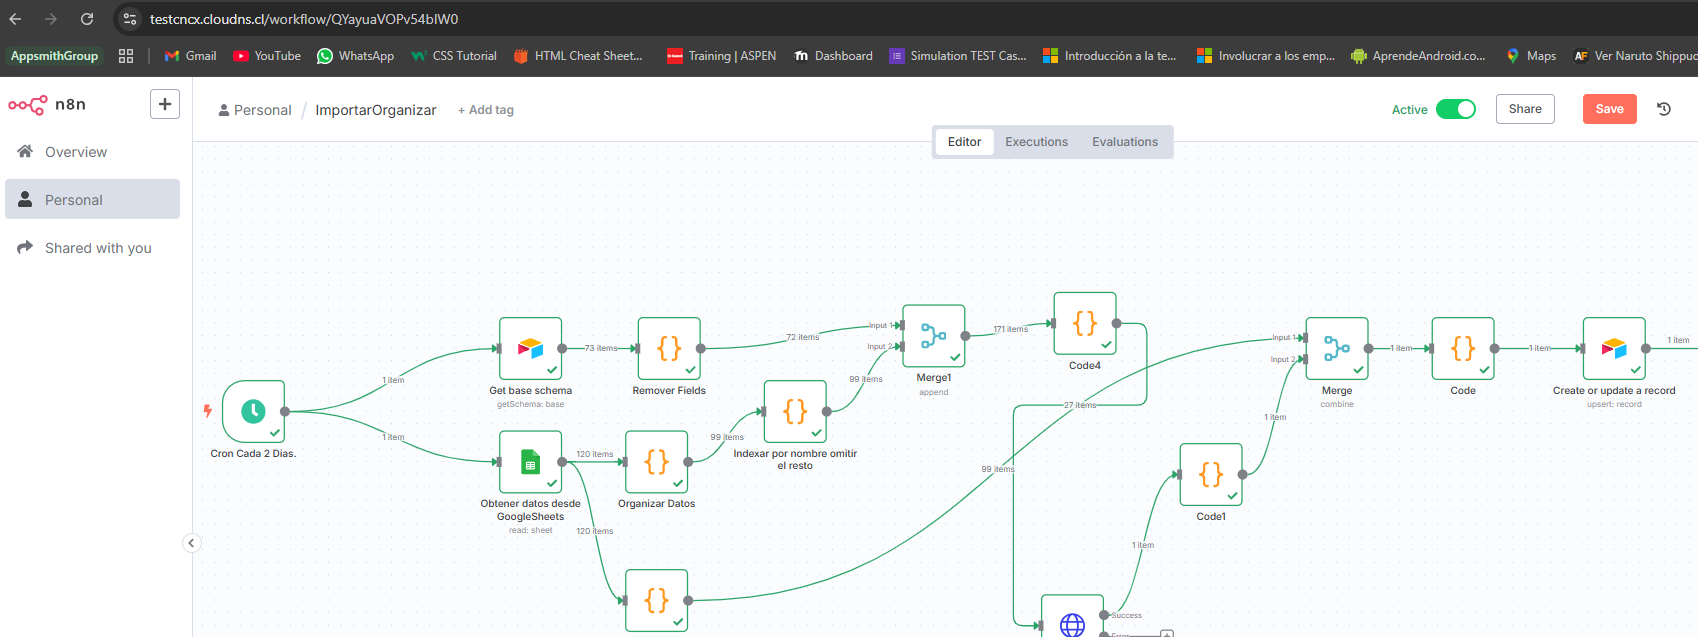 testcncx.cloudns.cl/workflow/QYayuaVOPv54blW0
AppsmithGroup
Gmail
YouTube
WhatsApp
CSS Tutorial
HTML Cheat Sheet...
Training | ASPEN
Dashboard
Simulation TEST Cas...
Introducción a la te...
Involucrar a los emp...
AprendeAndroid.co...
Maps
Ver Naruto Shippuc
n8n
+
Overview
Personal
Shared with you
Personal / ImportarOrganizar + Add tag
Active
Share
Save
Editor
Executions
Evaluations
Cron Cada 2 Dias.
1 item
1 item
Get base schema
getSchema: base
73 items
Remover Fields
72 items
Obtener datos desde
GoogleSheets
read: sheet
120 items
120 items
Organizar Datos
99 items
Indexar por nombre omitir
el resto
99 items
Input 1
Input 2
Merge1
append
171 items
Code4
27 items
99 items
Success
Error
1 item
Code1
1 item
Input 1
Input 2
Merge
combine
1 item
Code
1 item
Create or update a record
upsert: record
1 item